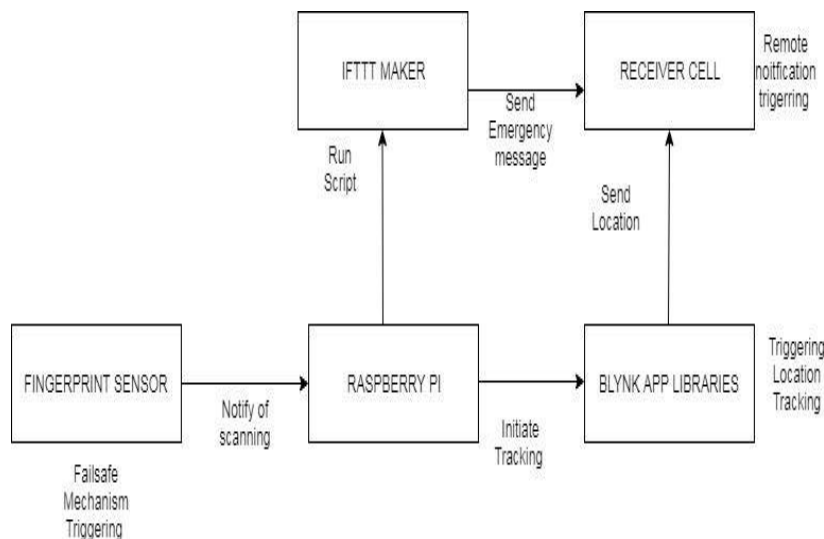 IFTTT MAKER
RECEIVER CELL
Remote
noitfication
trigerring
Send
Emergency
message
Run
Script
Send
Location
FINGERPRINT SENSOR
RASPBERRY PI
BLYNK APP LIBRARIES
Triggering
Location
Tracking
Notify of
scanning
Initiate
Tracking
Failsafe
Mechanism
Triggering